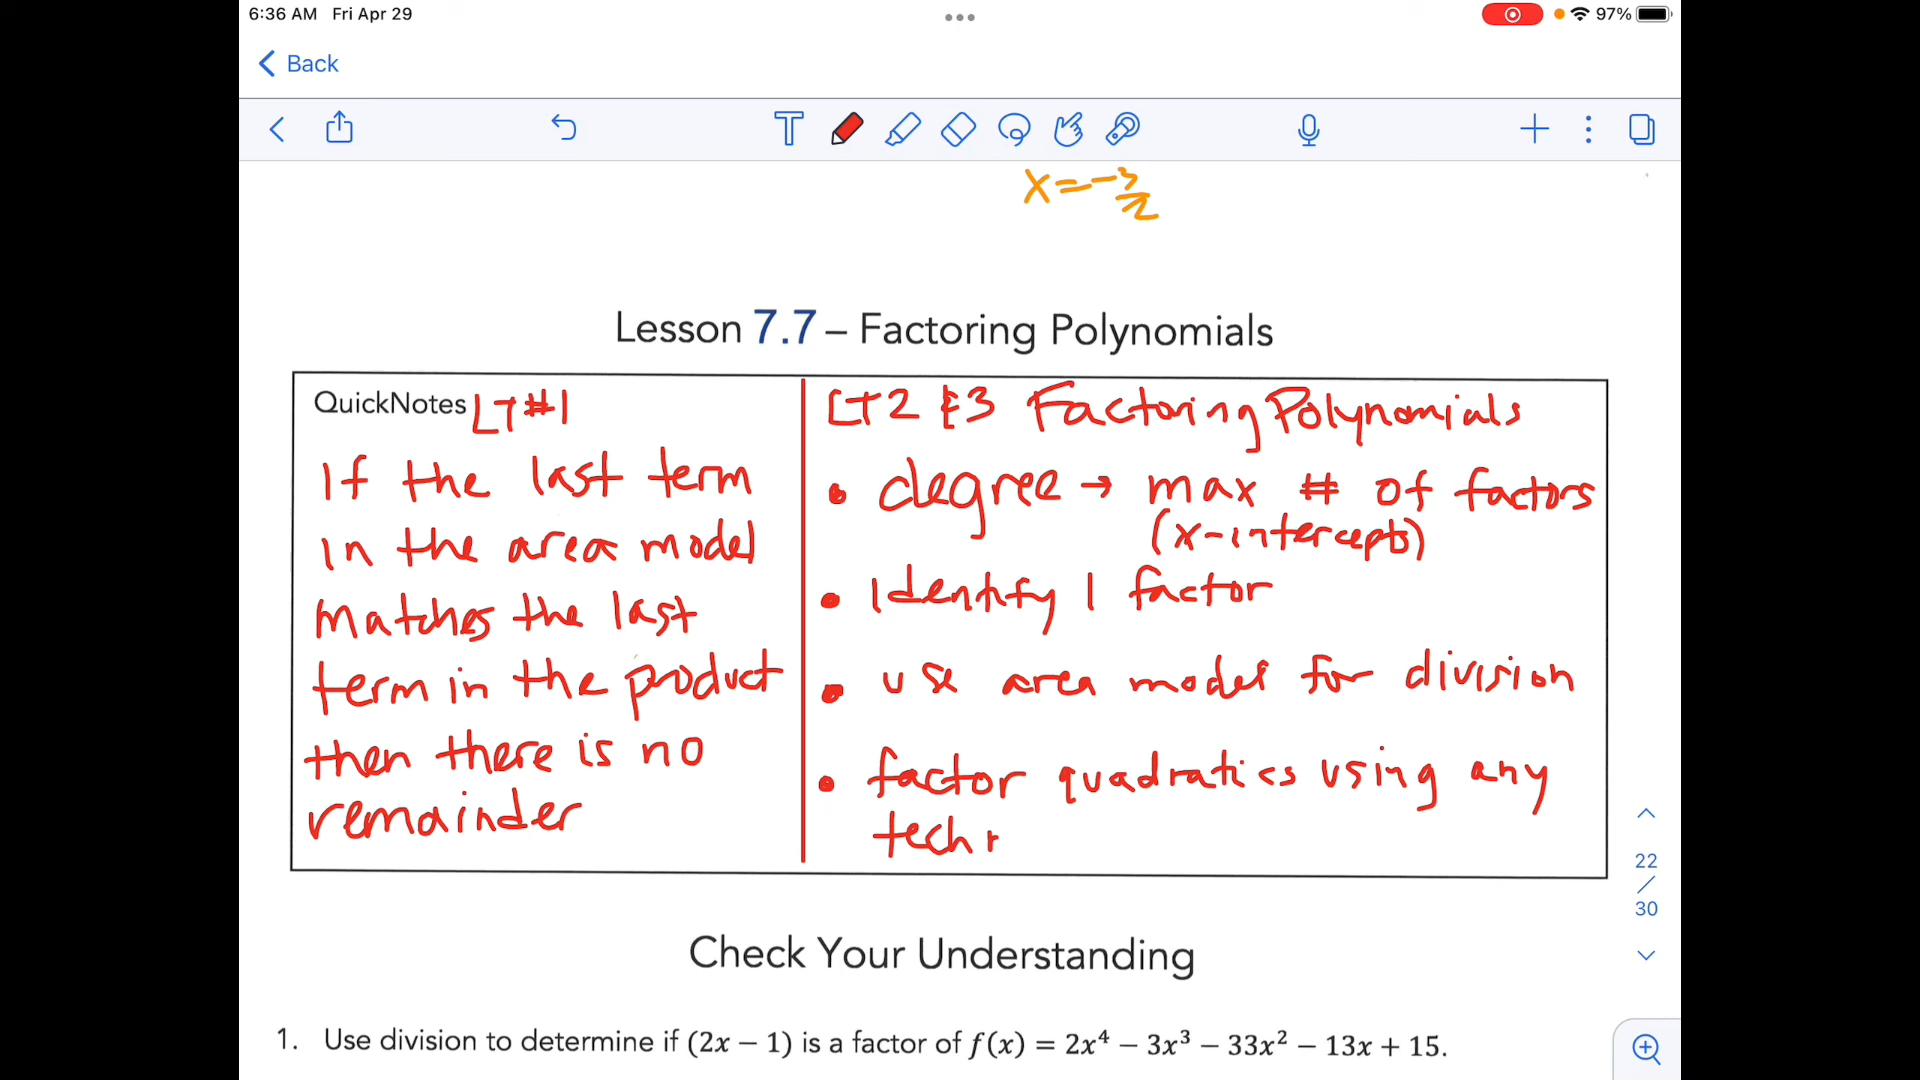 6:36 AM Fri Apr 29
97%
Back
x=-3/2
Lesson 7.7 – Factoring Polynomials
QuickNotes LT#1
If the last term
in the area model
matches the last
term in the product
then there is no
remainder
LT2 &3 Factoring Polynomials
• degree → max # of factors
(x-intercepts)
• Identify 1 factor
• use area model for division
• factor quadratics using any
tech
22
/
30
Check Your Understanding
1. Use division to determine if (2x − 1) is a factor of f(x) = 2x⁴ − 3x³ − 33x² − 13x + 15.